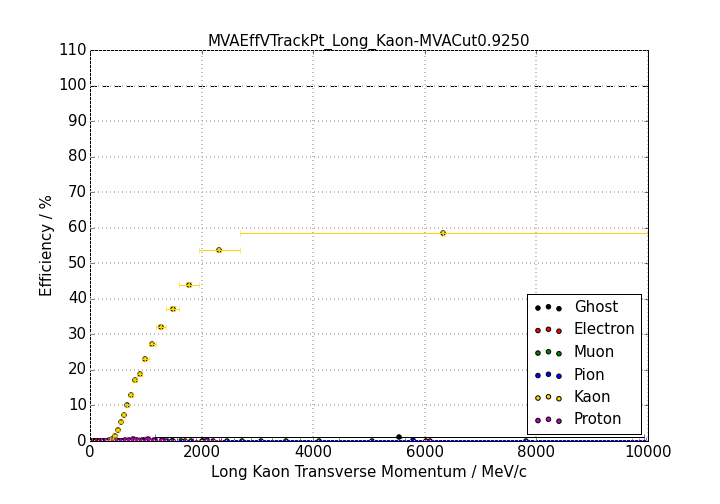 MVAEffVTrackPt_Long_Kaon-MVACut0.9250
110
100
90
80
70
60
50
40
30
20
10
0
Efficiency / %
Ghost
Electron
Muon
Pion
Kaon
Proton
0 2000 4000 6000 8000 10000
Long Kaon Transverse Momentum / MeV/c